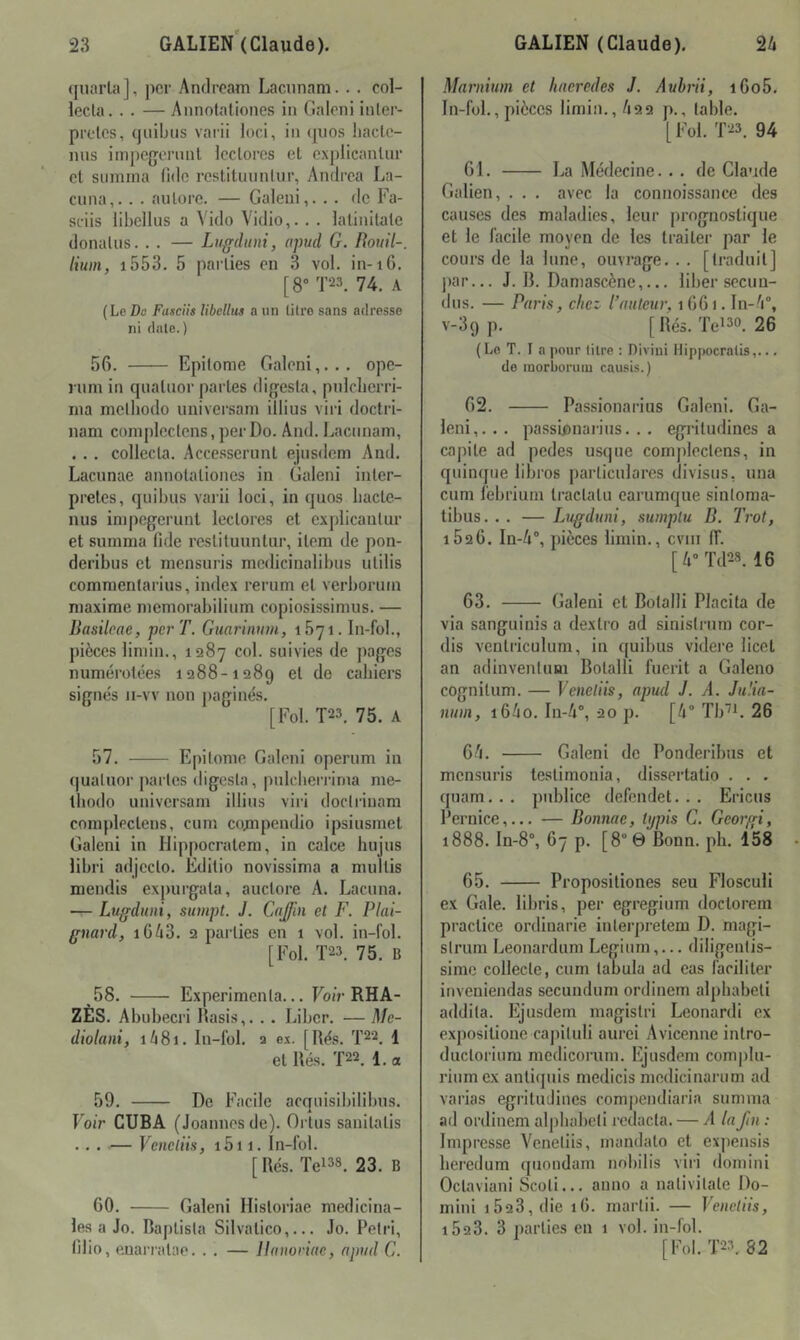 23 GALIEN (Claude).
quarta], per Andream Lacunam. . . col-
lecta. . . — Annotationes in Galeni inter-
pretes, quibus varii loci, in quos hacte-
nus impegerunt lectores et explicantur
et summa fide restituuntur, Andrea La-
cuna,. . . autore. — Galeni,. . . de Fa-
sciis libellus a Vido Vidio,. . . latinitate
donatus. . . — Lugduni, apud G. Rouil-
lium, 1553. 5 parties en 3 vol. in-16.
[8° T23. 74. A
(Le De Fasciis libellus a un titre sans adresse
ni date.)
56. —— Epitome Galeni,. . . ope-
rum in quatuor partes digesta, pulcherri-
ma methodo universam illius viri doctri-
nam complectens, per Do. And. Lacunam,
. . . collecta. Accesserunt ejusdem And.
Lacunae annotationes in Galeni inter-
pretes, quibus varii loci, in quos hacte-
nus impegerunt lectores et explicantur
et summa fide restituuntur, item de pon-
deribus et mensuris medicinalibus utilis
commentarius, index rerum et verborum
maxime memorabilium copiosissimus. —
Basileae, per T. Guarinum, 1571. In-fol.,
pièces limin., 1287 col. suivies de pages
numérotées 1288-1289 et de cahiers
signés ıı-vv non paginés.
[Fol. T23. 75. A
57. —— Epitome Galeni operum in
quatuor partes digesta, pulcherrima me-
thodo universam illius viri doctrinam
complectens, cum compendio ipsiusmet
Galeni in Hippocratem, in calce hujus
libri adjecto. Editio novissima a multis
mendis expurgata, auctore A. Lacuna.
— Lugduni, sumpt. J. Caffin et F. Plai-
gnard, 1643. 2 parties en 1 vol. in-fol.
[Fol. T23. 75. B
58. —— Experimenta... Voir RHA-
ZÈS. Abubecri Rasis,. . . Liber. — Me-
diolani, 1481. In-fol. 2 ex. [Rés. T22. 1
et Rés. T22. 1. α
59. —— De Facile acquisibilibus.
Voir CUBA (Joannes de). Ortus sanitatis
. . . — Venetiis, 1511. In-fol.
[Rés. Te138. 23. B
60. —— Galeni Historiae medicina-
les a Jo. Baptista Silvatico,... Jo. Petri,
filio, enarratae. . . — Hanoviae, apud C.
GALIEN (Claude). 24
Marnium et haeredes J. Aubrii, 1605.
In-fol., pièces limin., 422 p., table.
[Fol. T23. 94
61. —— La Médecine. . . de Claude
Galien, . . . avec la connoissance des
causes des maladies, leur prognostique
et le facile moyen de les traiter par le
cours de la lune, ouvrage. . . [traduit]
par... J. B. Damascène,... liber secun-
dus. — Paris, chez l'auteur, 1661. In-4°,
v-39 p. [Rés. Te130. 26
(Le T. I a pour titre : Divini Hippocratis,...
de morborum causis.)
62. —— Passionarius Galeni. Ga-
leni,. . . passionarius. . . egritudines a
capite ad pedes usque complectens, in
quinque libros particulares divisus, una
cum febrium tractatu earumque sintoma-
tibus. . . — Lugduni, sumptu B. Trot,
1526. In-4°, pièces limin., CVIII ff.
[4° Td28. 16
63. —— Galeni et Botalli Placita de
via sanguinis a dextro ad sinistrum cor-
dis ventriculum, in quibus videre licet
an adinventum Botalli fuerit a Galeno
cognitum. — Venetiis, apud J. A. Julia-
num, 1640. In-4°, 20 p. [4° Tb71. 26
64. —— Galeni de Ponderibus et
mensuris testimonia, dissertatio . . .
quam. . . publice defendet. . . Ericus
Pernice,... — Bonnae, typis C. Georgi,
1888. In-8°, 67 p. [8° Θ Bonn. ph. 158
65. —— Propositiones seu Flosculi
ex Gale. libris, per egregium doctorem
practice ordinarie interpretem D. magi-
strum Leonardum Legium,... diligentis-
sime collecte, cum tabula ad eas faciliter
inveniendas secundum ordinem alphabeti
addita. Ejusdem magistri Leonardi ex
expositione capituli aurei Avicenne intro-
ductorium medicorum. Ejusdem complu-
rium ex antiquis medicis medicinarum ad
varias egritudines compendiaria summa
ad ordinem alphabeti redacta. — A la fin :
Impresse Venetiis, mandato et expensis
heredum quondam nobilis viri domini
Octaviani Scoti... anno a nativitate Do-
mini 1523, die 16. martii. — Venetiis,
1523. 3 parties en 1 vol. in-fol.
[Fol. T23. 82